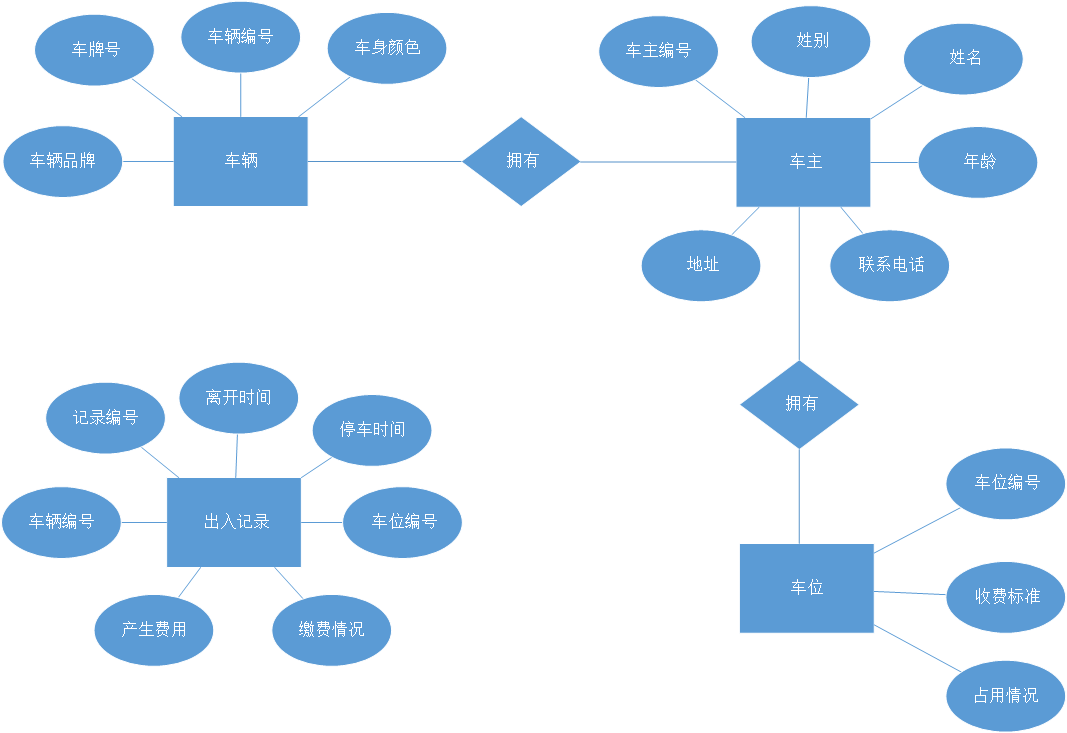 车牌号
车辆编号
车身颜色
车辆品牌
车辆
拥有
车主编号
姓别
姓名
车主
年龄
地址
联系电话
拥有
记录编号
离开时间
停车时间
车辆编号
出入记录
车位编号
产生费用
缴费情况
车位编号
车位
收费标准
占用情况